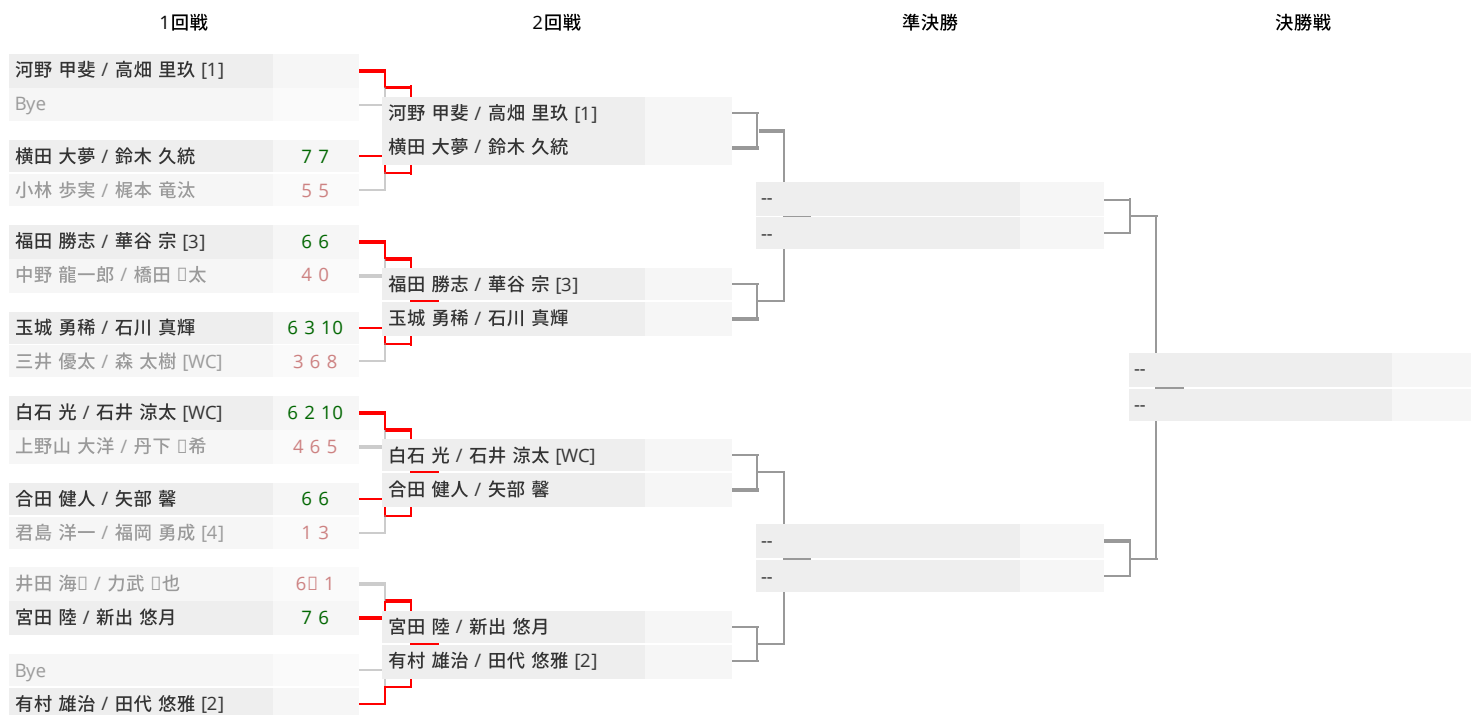 1回戦
2回戦
準決勝
決勝戦
河野 甲斐 / 高畑 里玖 [1]
Bye
横田 大夢 / 鈴木 久統 7 7
小林 歩実 / 梶本 竜汰 5 5
福田 勝志 / 華谷 宗 [3] 6 6
中野 龍一郎 / 橋田 太 4 0
玉城 勇稀 / 石川 真輝 6 3 10
三井 優太 / 森 太樹 [WC] 3 6 8
白石 光 / 石井 涼太 [WC] 6 2 10
上野山 大洋 / 丹下 希 4 6 5
合田 健人 / 矢部 馨 6 6
君島 洋一 / 福岡 勇成 [4] 1 3
井田 海 / 力武 也 6 1
宮田 陸 / 新出 悠月 7 6
Bye
有村 雄治 / 田代 悠雅 [2]
河野 甲斐 / 高畑 里玖 [1]
横田 大夢 / 鈴木 久統
福田 勝志 / 華谷 宗 [3]
玉城 勇稀 / 石川 真輝
白石 光 / 石井 涼太 [WC]
合田 健人 / 矢部 馨
宮田 陸 / 新出 悠月
有村 雄治 / 田代 悠雅 [2]
--
--
--
--
--
--